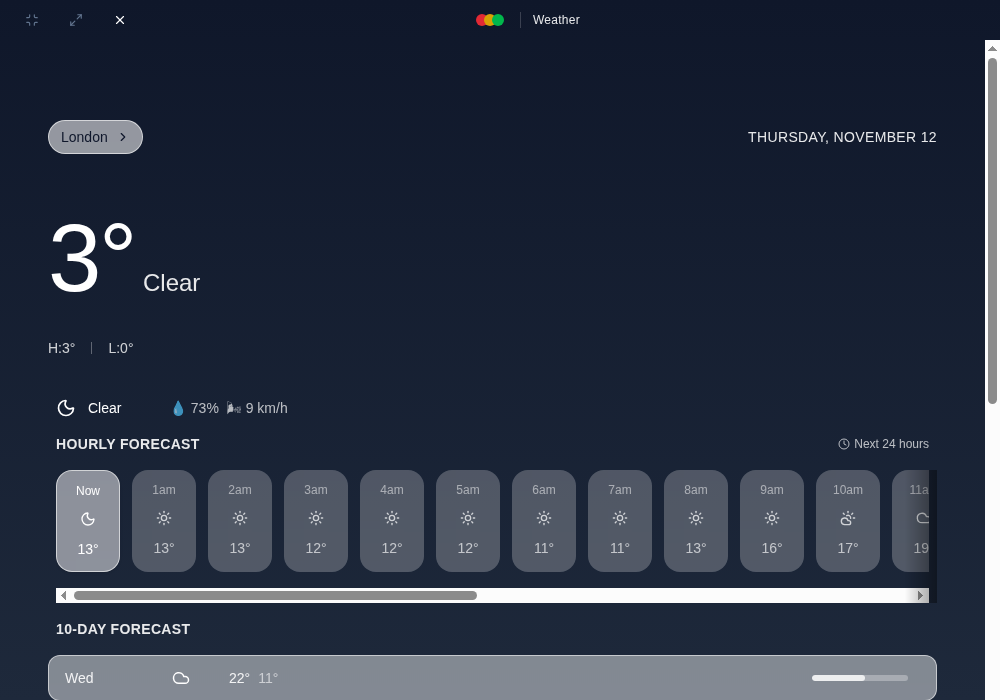 Weather
London
THURSDAY, NOVEMBER 12
3°
Clear
H:3° L:0°
Clear 73% 9 km/h
HOURLY FORECAST Next 24 hours
Now 1am 2am 3am 4am 5am 6am 7am 8am 9am 10am 11a
13° 13° 13° 12° 12° 12° 11° 11° 13° 16° 17° 19
10-DAY FORECAST
Wed 22° 11°